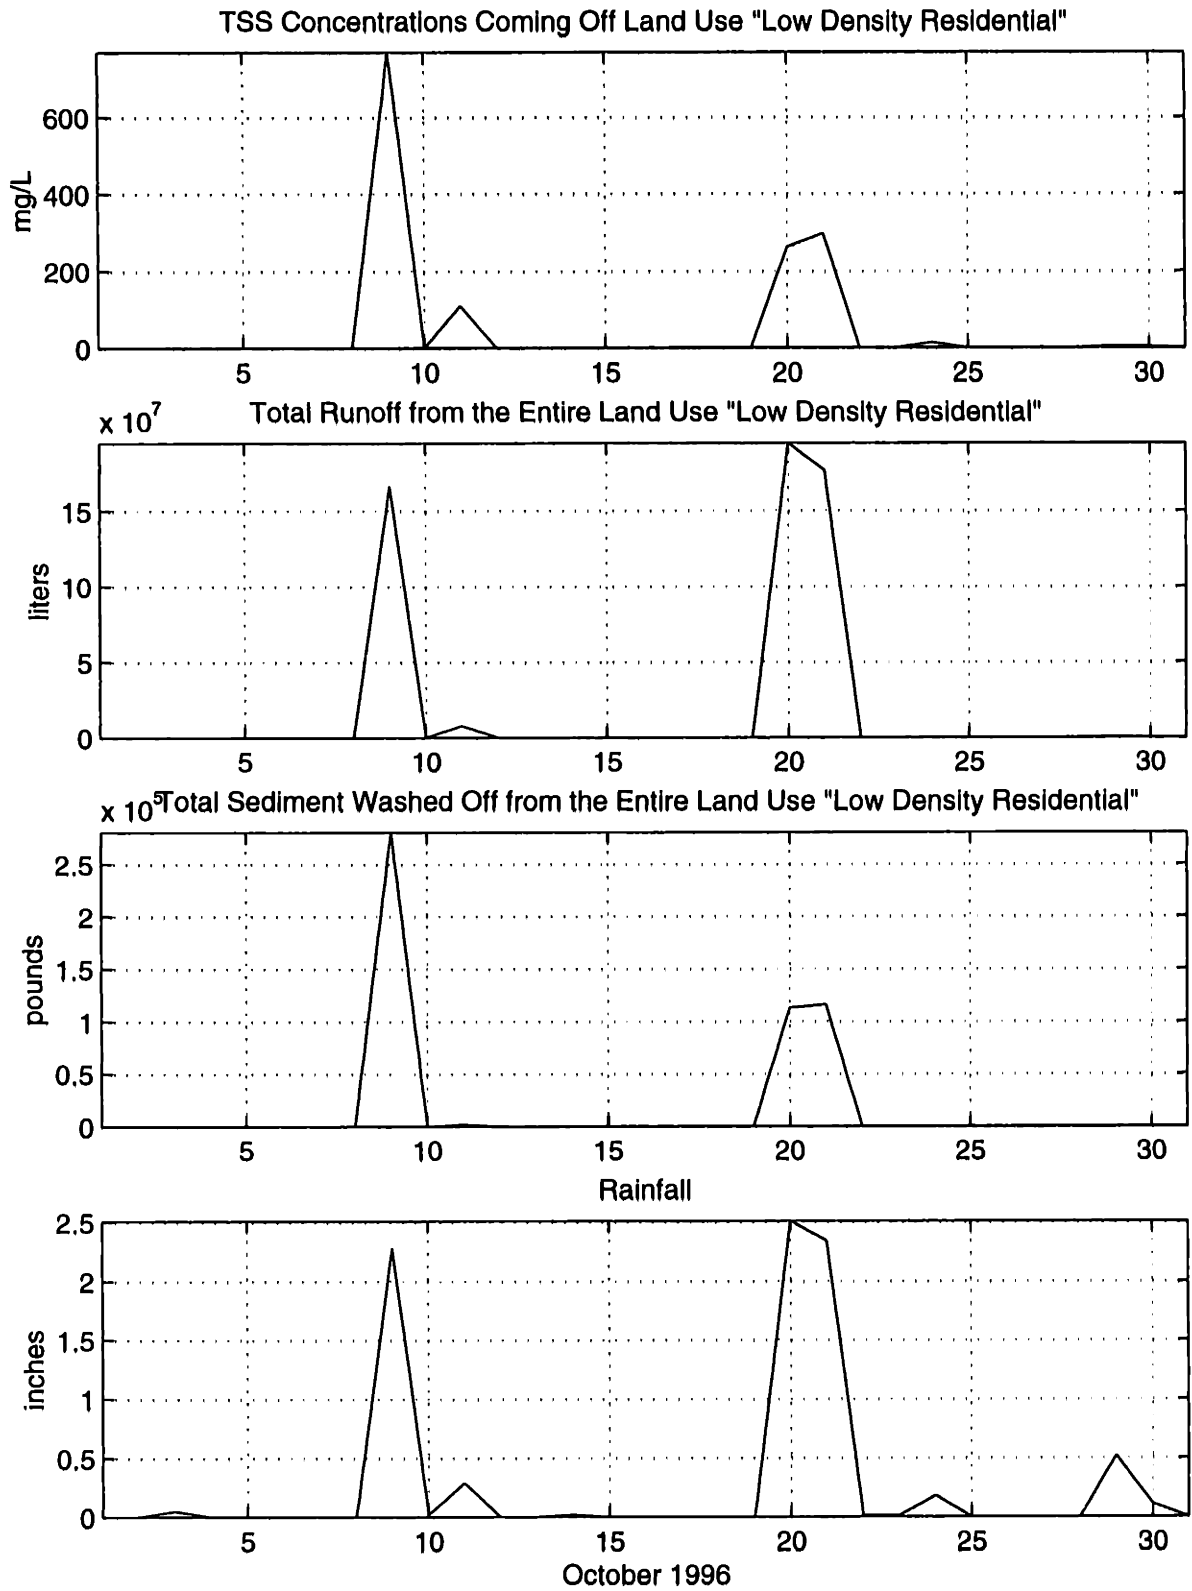 TSS Concentrations Coming Off Land Use "Low Density Residential"
600
400
200
0
mg/L
5 10 15 20 25 30
x 10^7
Total Runoff from the Entire Land Use "Low Density Residential"
15
10
5
0
liters
5 10 15 20 25 30
x 10^5
Total Sediment Washed Off from the Entire Land Use "Low Density Residential"
2.5
2
1.5
1
0.5
0
pounds
5 10 15 20 25 30
Rainfall
2.5
2
1.5
1
0.5
0
inches
5 10 15 20 25 30
October 1996